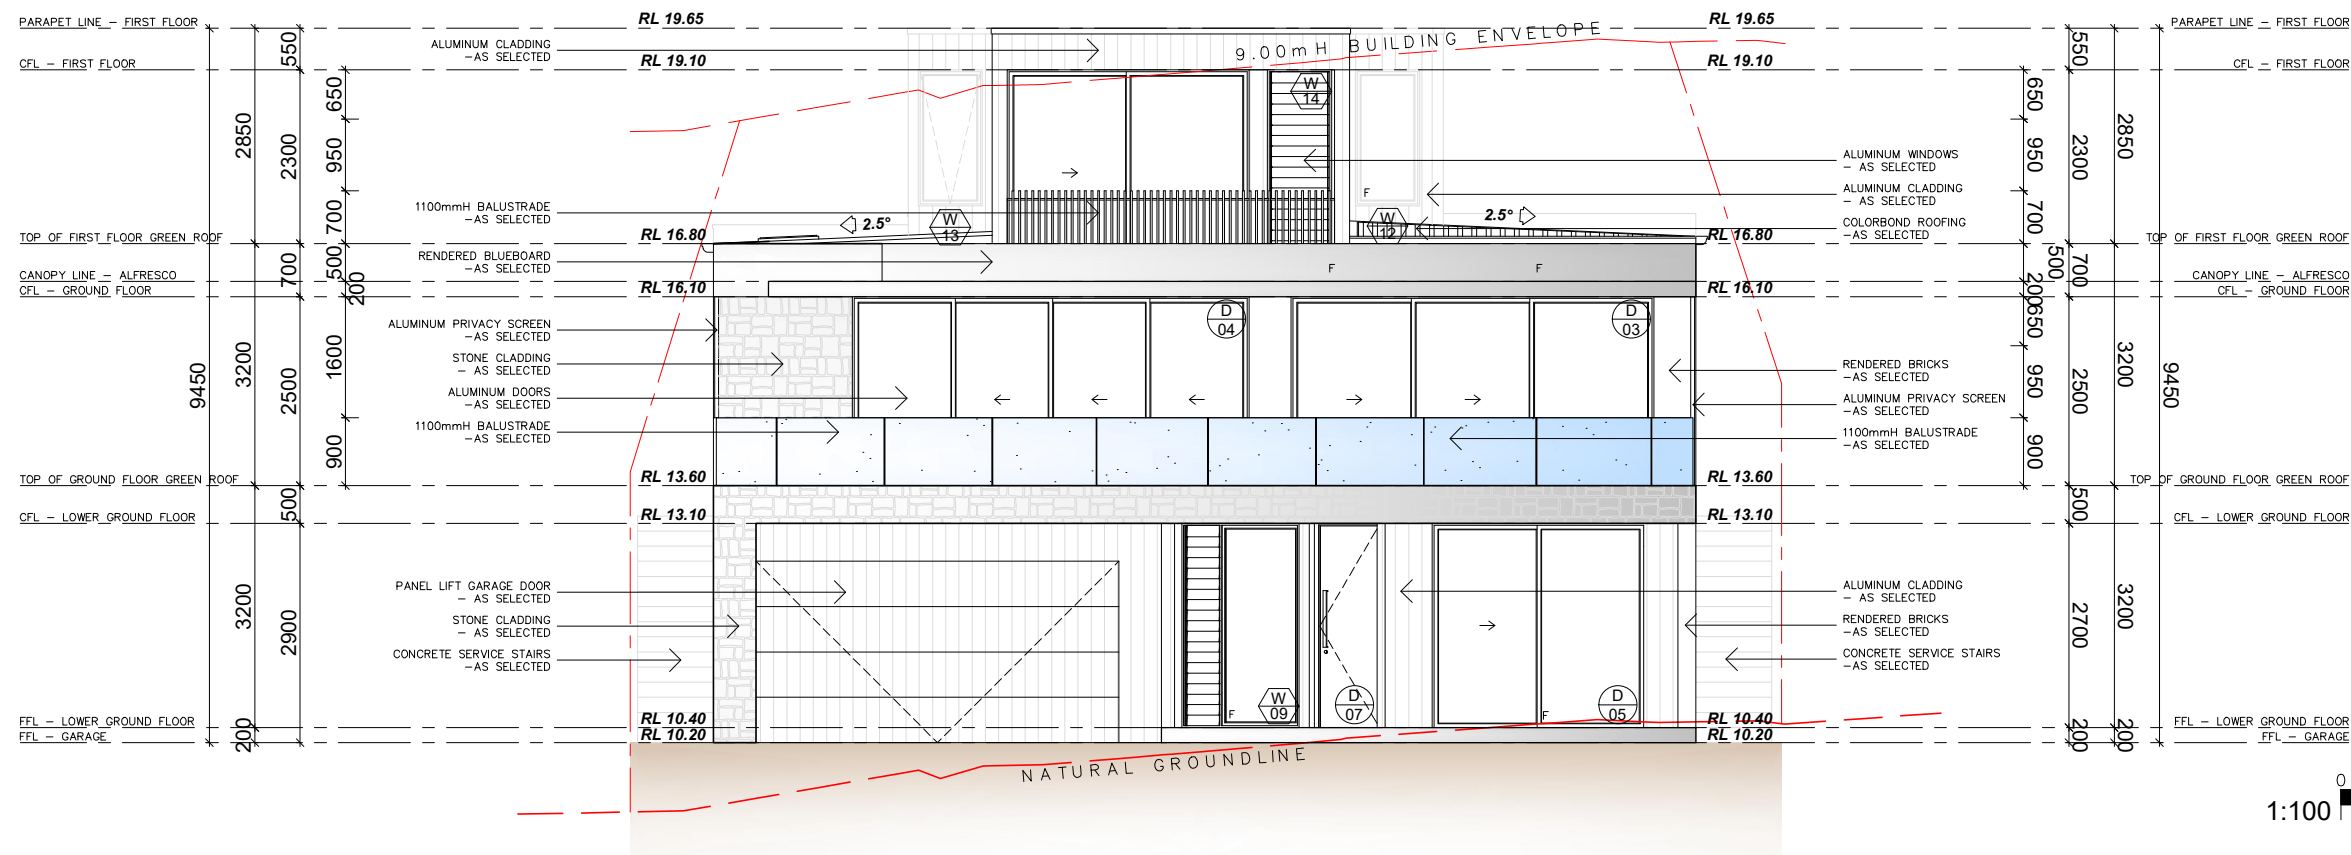 PARAPET LINE – FIRST FLOOR
CFL – FIRST FLOOR
TOP OF FIRST FLOOR GREEN ROOF
CANOPY LINE – ALFRESCO
CFL – GROUND FLOOR
TOP OF GROUND FLOOR GREEN ROOF
CFL – LOWER GROUND FLOOR
FFL – LOWER GROUND FLOOR
FFL – GARAGE
9450
2850
3200
3200
200
550
2300
700
2500
500
2900
650
950
700
500
200
1600
900
ALUMINUM CLADDING
–AS SELECTED
1100mmH BALUSTRADE
–AS SELECTED
RENDERED BLUEBOARD
–AS SELECTED
ALUMINUM PRIVACY SCREEN
–AS SELECTED
STONE CLADDING
– AS SELECTED
ALUMINUM DOORS
–AS SELECTED
1100mmH BALUSTRADE
–AS SELECTED
PANEL LIFT GARAGE DOOR
– AS SELECTED
STONE CLADDING
– AS SELECTED
CONCRETE SERVICE STAIRS
–AS SELECTED
RL 19.65
RL 19.10
RL 16.80
RL 16.10
RL 13.60
RL 13.10
RL 10.40
RL 10.20
9.00mH BUILDING ENVELOPE
W
14
F
2.5°
W
13
W
12
2.5°
F
F
D
04
D
03
W
09
F
D
07
D
05
F
NATURAL GROUNDLINE
RL 19.65
RL 19.10
RL 16.80
RL 16.10
RL 13.60
RL 13.10
RL 10.40
RL 10.20
ALUMINUM WINDOWS
– AS SELECTED
ALUMINUM CLADDING
–AS SELECTED
COLORBOND ROOFING
–AS SELECTED
RENDERED BRICKS
–AS SELECTED
ALUMINUM PRIVACY SCREEN
–AS SELECTED
1100mmH BALUSTRADE
–AS SELECTED
ALUMINUM CLADDING
– AS SELECTED
RENDERED BRICKS
–AS SELECTED
CONCRETE SERVICE STAIRS
–AS SELECTED
650
950
700
500
200
650
950
900
550
2300
700
2500
500
2700
200
2850
3200
3200
200
9450
PARAPET LINE – FIRST FLOOR
CFL – FIRST FLOOR
TOP OF FIRST FLOOR GREEN ROOF
CANOPY LINE – ALFRESCO
CFL – GROUND FLOOR
TOP OF GROUND FLOOR GREEN ROOF
CFL – LOWER GROUND FLOOR
FFL – LOWER GROUND FLOOR
FFL – GARAGE
0
1:100